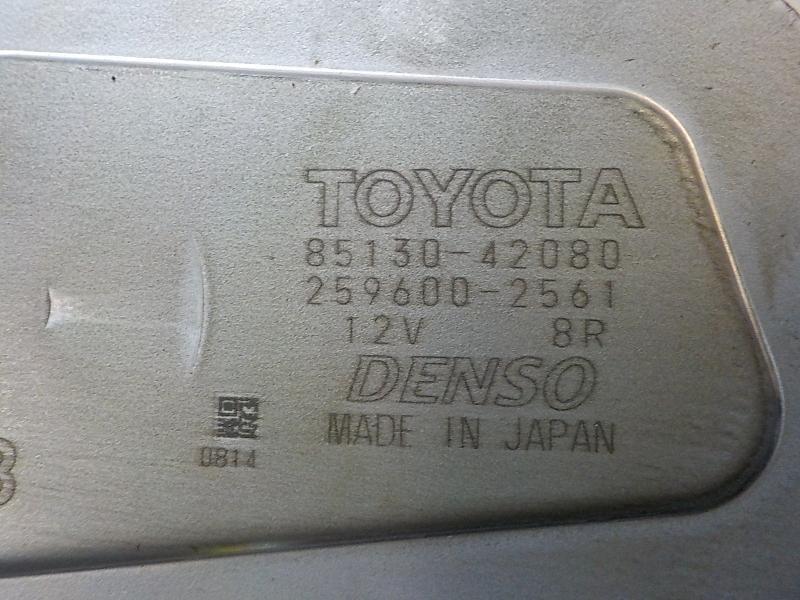 TOYOTA
85130-42080
259600-2561
12V 8R
DENSO
MADE IN JAPAN
0814